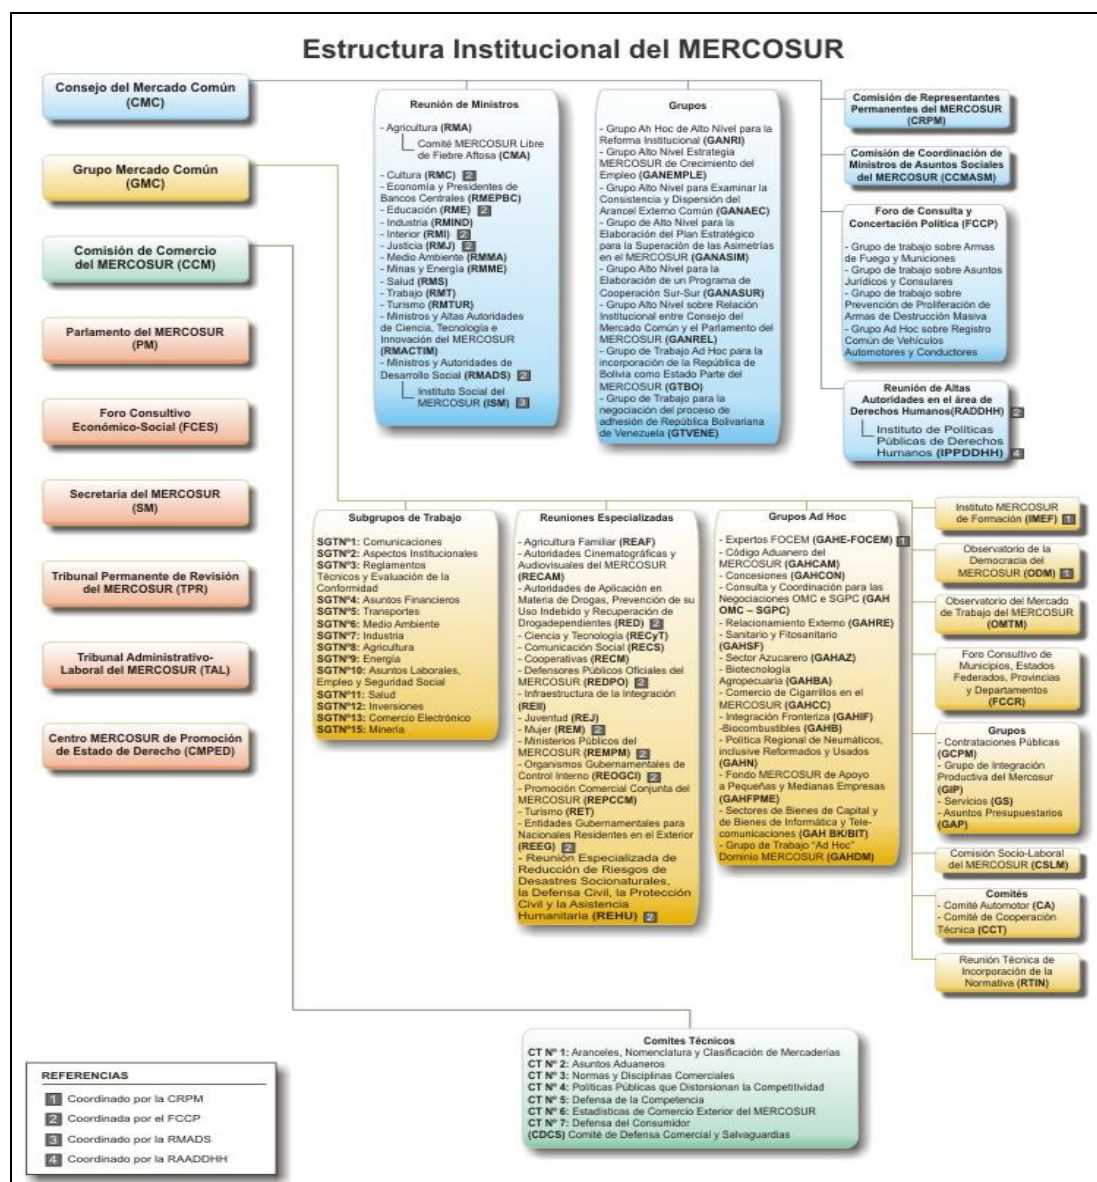 Estructura Institucional del MERCOSUR
Consejo del Mercado Común
(CMC)
Grupo Mercado Común
(GMC)
Comisión de Comercio
del MERCOSUR (CCM)
Parlamento del MERCOSUR
(PM)
Foro Consultivo
Económico-Social (FCES)
Secretaria del MERCOSUR
(SM)
Tribunal Permanente de Revisión
del MERCOSUR (TPR)
Tribunal Administrativo-
Laboral del MERCOSUR (TAL)
Centro MERCOSUR de Promoción
de Estado de Derecho (CMPED)
Reunión de Ministros
- Agricultura (RMA)
Comité MERCOSUR Libre
de Fiebre Aftosa (CMA)
- Cultura (RMC) 2
- Economía y Presidentes de
Bancos Centrales (RMEPBC)
- Educación (RME) 2
- Industria (RMIND)
- Interior (RMI) 2
- Justicia (RMJ) 2
- Medio Ambiente (RMMA)
- Minas y Energía (RMME)
- Salud (RMS)
- Trabajo (RMT)
- Turismo (RMTUR)
- Ministros y Altas Autoridades
de Ciencia, Tecnología e
Innovación del MERCOSUR
(RMACTIM)
- Ministros y Autoridades de
Desarrollo Social (RMADS) 2
Instituto Social del
MERCOSUR (ISM) 3
Grupos
- Grupo Ah Hoc de Alto Nível para la
Reforma Institucional (GANRI)
- Grupo Alto Nivel Estrategia
MERCOSUR de Crecimiento del
Empleo (GANEMPLE)
- Grupo Alto Nivel para Examinar la
Consistencia y Dispersión del
Arancel Externo Común (GANAEC)
- Grupo de Alto Nivel para la
Elaboración del Plan Estratégico
para la Superación de las Asimetrías
en el MERCOSUR (GANASIM)
- Grupo Alto Nivel para la
Elaboración de un Programa de
Cooperación Sur-Sur (GANASUR)
- Grupo Alto Nivel sobre Relación
Institucional entre Consejo del
Mercado Común y el Parlamento del
MERCOSUR (GANREL)
- Grupo de Trabajo Ad Hoc para la
incorporación de la República de
Bolivia como Estado Parte del
MERCOSUR (GTBO)
- Grupo de Trabajo para la
negociación del proceso de
adhesión de República Bolivariana
de Venezuela (GTVENE)
Comisión de Representantes
Permanentes del MERCOSUR
(CRPM)
Comisión de Coordinación de
Ministros de Asuntos Sociales
del MERCOSUR (CCMASM)
Foro de Consulta y
Concertación Política (FCCP)
- Grupo de trabajo sobre Armas
de Fuego y Municiones
- Grupo de trabajo sobre Asuntos
Jurídicos y Consulares
- Grupo de trabajo sobre
Prevención de Proliferación de
Armas de Destrucción Masiva
- Grupo Ad Hoc sobre Registro
Común de Vehículos
Automotores y Conductores
Reunión de Altas
Autoridades en el área de
Derechos Humanos(RADDHH) 2
Instituto de Políticas
Públicas de Derechos
Humanos (IPPDDHH) 4
Subgrupos de Trabajo
SGTNº1: Comunicaciones
SGTNº2: Aspectos Institucionales
SGTNº3: Reglamentos
Técnicos y Evaluación de la
Conformidad
SGTNº4: Asuntos Financieros
SGTNº5: Transportes
SGTNº6: Medio Ambiente
SGTNº7: Industria
SGTNº8: Agricultura
SGTNº9: Energía
SGTNº10: Asuntos Laborales,
Empleo y Seguridad Social
SGTNº11: Salud
SGTNº12: Inversiones
SGTNº13: Comercio Electrónico
SGTNº15: Minería
Reuniones Especializadas
- Agricultura Familiar (REAF)
- Autoridades Cinematográficas y
Audiovisuales del MERCOSUR
(RECAM)
- Autoridades de Aplicación en
Materia de Drogas, Prevención de su
Uso Indebido y Recuperación de
Drogadependientes (RED) 2
- Ciencia y Tecnología (RECyT)
- Comunicación Social (RECS)
- Cooperativas (RECM)
- Defensores Públicos Oficiales del
MERCOSUR (REDPO) 2
- Infraestructura de la Integración
(REII)
- Juventud (REJ)
- Mujer (REM) 2
- Ministerios Públicos del
MERCOSUR (REMPM) 2
- Organismos Gubernamentales de
Control Interno (REOGCI) 2
- Promoción Comercial Conjunta del
MERCOSUR (REPCCM)
- Turismo (RET)
- Entidades Gubernamentales para
Nacionales Residentes en el Exterior
(REEG) 2
- Reunión Especializada de
Reducción de Riesgos de
Desastres Socionaturales,
la Defensa Civil, la Protección
Civil y la Asistencia
Humanitaria (REHU) 2
Grupos Ad Hoc
- Expertos FOCEM (GAHE-FOCEM) 1
- Código Aduanero del
MERCOSUR (GAHCAM)
- Concesiones (GAHCON)
- Consulta y Coordinación para las
Negociaciones OMC e SGPC (GAH
OMC – SGPC)
- Relacionamiento Externo (GAHRE)
- Sanitario y Fitosanitario
(GAHSF)
- Sector Azucarero (GAHAZ)
- Biotecnología
Agropecuaria (GAHBA)
- Comercio de Cigarrillos en el
MERCOSUR (GAHCC)
- Integración Fronteriza (GAHIF)
-Biocombustibles (GAHB)
- Política Regional de Neumáticos,
inclusive Reformados y Usados
(GAHN)
- Fondo MERCOSUR de Apoyo
a Pequeñas y Medianas Empresas
(GAHFPME)
- Sectores de Bienes de Capital y
de Bienes de Informática y Tele-
comunicaciones (GAH BK/BIT)
- Grupo de Trabajo “Ad Hoc”
Dominio MERCOSUR (GAHDM)
Instituto MERCOSUR
de Formación (IMEF) 1
Observatorio de la
Democracia del
MERCOSUR (ODM) 1
Observatorio del Mercado
de Trabajo del MERCOSUR
(OMTM)
Foro Consultivo de
Municipios, Estados
Federados, Provincias
y Departamentos
(FCCR)
Grupos
- Contrataciones Públicas
(GCPM)
- Grupo de Integración
Productiva del Mercosur
(GIP)
- Servicios (GS)
- Asuntos Presupuestarios
(GAP)
Comisión Socio-Laboral
del MERCOSUR (CSLM)
Comités
- Comité Automotor (CA)
- Comité de Cooperación
Técnica (CCT)
Reunión Técnica de
Incorporación de la
Normativa (RTIN)
Comites Técnicos
CT Nº 1: Aranceles, Nomenclatura y Clasificación de Mercaderías
CT Nº 2: Asuntos Aduaneros
CT Nº 3: Normas y Disciplinas Comerciales
CT Nº 4: Políticas Públicas que Distorsionan la Competitividad
CT Nº 5: Defensa de la Competencia
CT Nº 6: Estadísticas de Comercio Exterior del MERCOSUR
CT Nº 7: Defensa del Consumidor
(CDCS) Comité de Defensa Comercial y Salvaguardias
REFERENCIAS
1 Coordinado por la CRPM
2 Coordinada por el FCCP
3 Coordinado por la RMADS
4 Coordinado por la RAADDHH